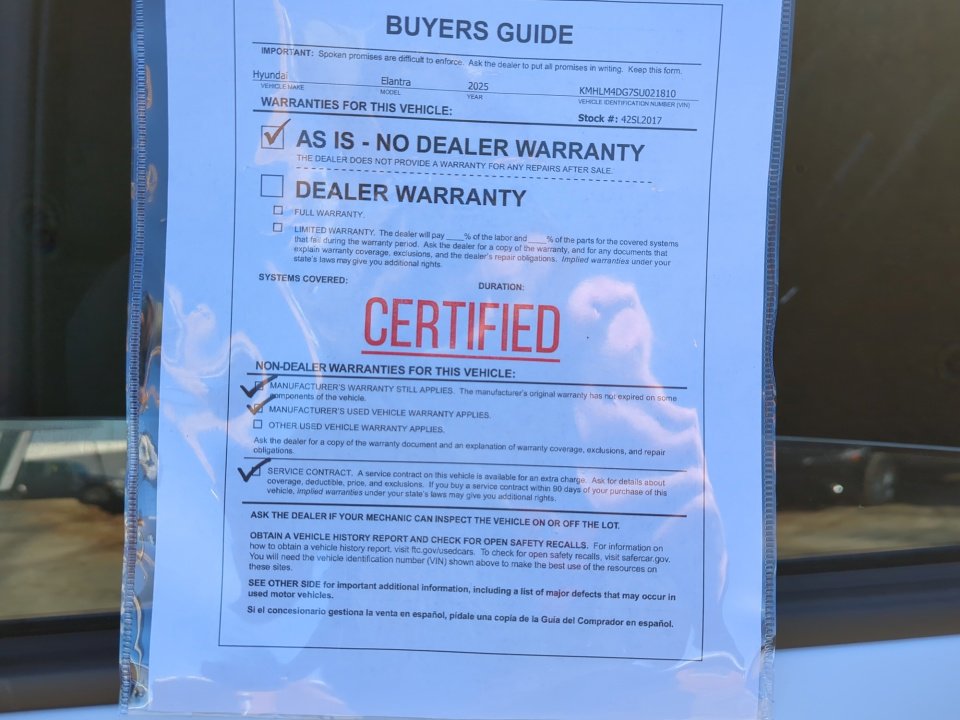 BUYERS GUIDE
IMPORTANT: Spoken promises are difficult to enforce. Ask the dealer to put all promises in writing. Keep this form.
Hyundai Elantra 2025 KMHLM4DG7SU021810
VEHICLE MAKE MODEL YEAR VEHICLE IDENTIFICATION NUMBER (VIN)
WARRANTIES FOR THIS VEHICLE:
Stock #: 42SL2017
AS IS - NO DEALER WARRANTY
THE DEALER DOES NOT PROVIDE A WARRANTY FOR ANY REPAIRS AFTER SALE.
DEALER WARRANTY
FULL WARRANTY.
LIMITED WARRANTY. The dealer will pay ____% of the labor and ____% of the parts for the covered systems
that fail during the warranty period. Ask the dealer for a copy of the warranty, and for any documents that
explain warranty coverage, exclusions, and the dealer's repair obligations. Implied warranties under your
state's laws may give you additional rights.
SYSTEMS COVERED: DURATION:
CERTIFIED
NON-DEALER WARRANTIES FOR THIS VEHICLE:
MANUFACTURER'S WARRANTY STILL APPLIES. The manufacturer's original warranty has not expired on some
components of the vehicle.
MANUFACTURER'S USED VEHICLE WARRANTY APPLIES.
OTHER USED VEHICLE WARRANTY APPLIES.
Ask the dealer for a copy of the warranty document and an explanation of warranty coverage, exclusions, and repair
obligations.
SERVICE CONTRACT. A service contract on this vehicle is available for an extra charge. Ask for details about
coverage, deductible, price, and exclusions. If you buy a service contract within 90 days of your purchase of this
vehicle, implied warranties under your state's laws may give you additional rights.
ASK THE DEALER IF YOUR MECHANIC CAN INSPECT THE VEHICLE ON OR OFF THE LOT.
OBTAIN A VEHICLE HISTORY REPORT AND CHECK FOR OPEN SAFETY RECALLS. For information on
how to obtain a vehicle history report, visit ftc.gov/usedcars. To check for open safety recalls, visit safercar.gov.
You will need the vehicle identification number (VIN) shown above to make the best use of the resources on
these sites.
SEE OTHER SIDE for important additional information, including a list of major defects that may occur in
used motor vehicles.
Si el concesionario gestiona la venta en español, pídale una copia de la Guía del Comprador en español.